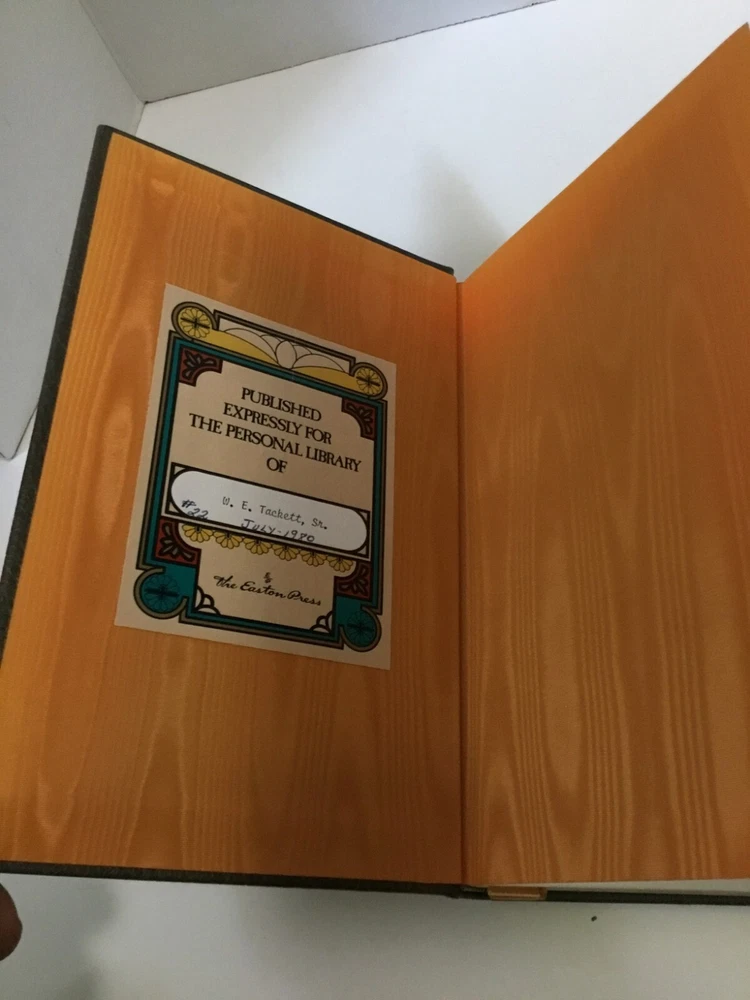 PUBLISHED
EXPRESSLY FOR
THE PERSONAL LIBRARY
OF
W. E. Tackett, Sr.
#22 JULY-1980
The Easton Press